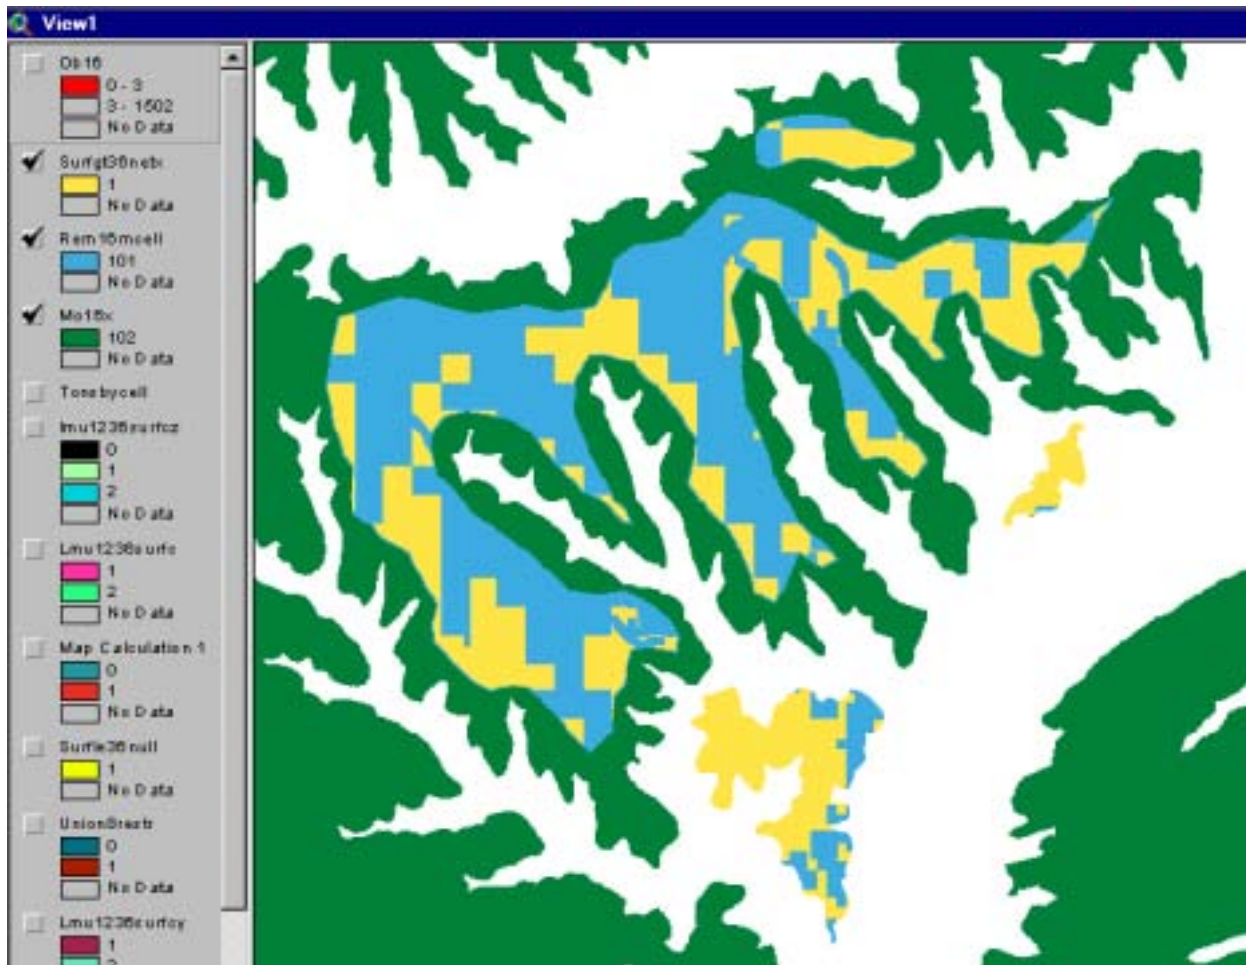 View1
Ob16
0 - 3
3 - 1502
No Data
Surfgt36netx
1
No Data
Rem16mcell
101
No Data
Mo16x
102
No Data
Tonsbycell
lmu1236surfcz
0
1
2
No Data
Lmu1236surfc
1
2
No Data
Map Calculation 1
0
1
No Data
Surfle36null
1
No Data
0
1
No Data
Lmu1236surfcy
1
2